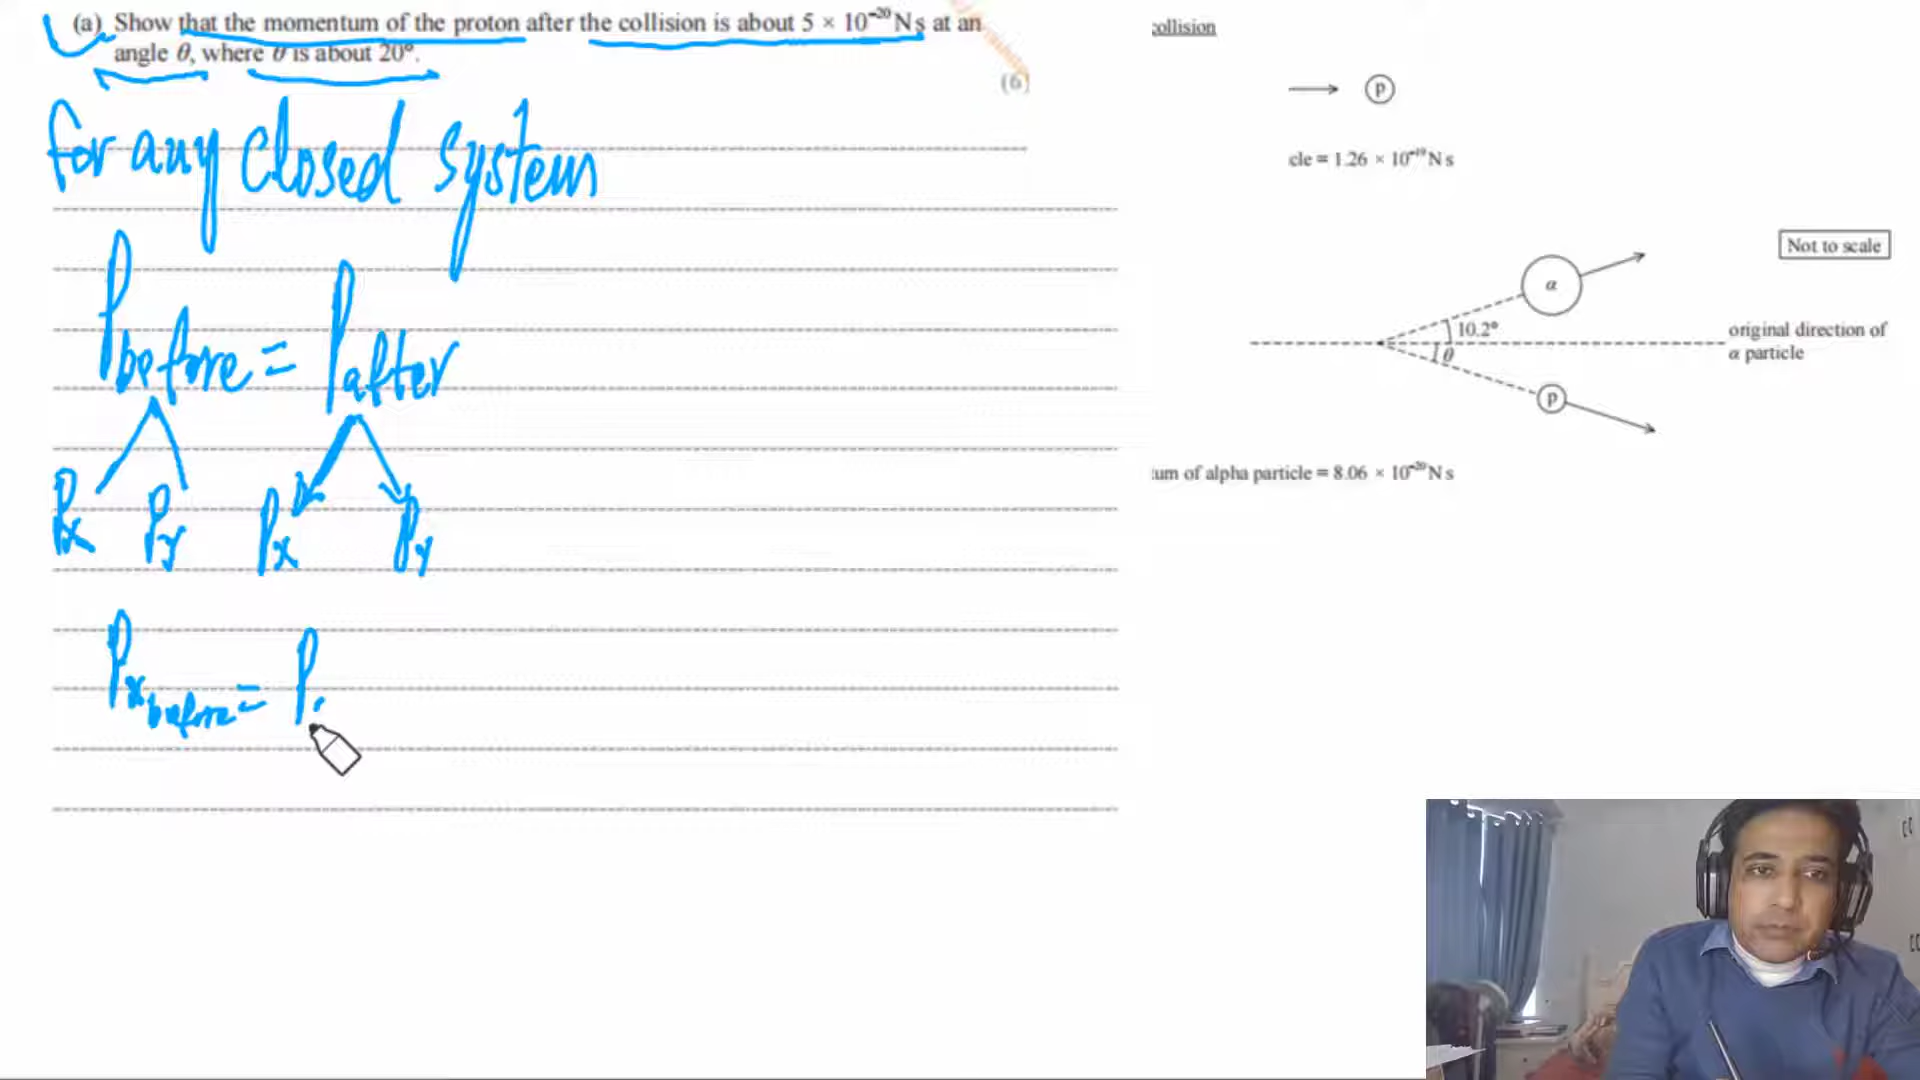 (a) Show that the momentum of the proton after the collision is about 5 × 10⁻²⁰ N s at an
angle θ, where θ is about 20°.
(6)
for any closed system
Pbefore = Pafter
Px Py Px Py
Pxbefore = P
collision
p
cle = 1.26 × 10⁻¹⁹ N s
Not to scale
α
10.2°
θ
original direction of
α particle
p
tum of alpha particle = 8.06 × 10⁻²⁰ N s